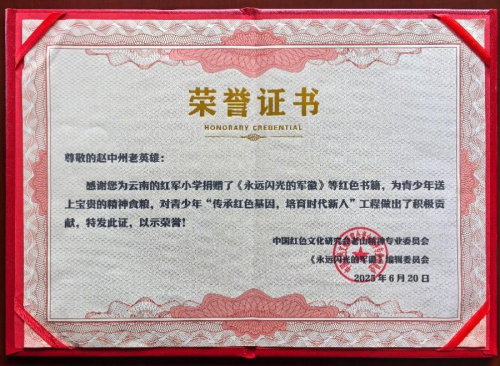 荣誉证书
HONORARY CREDENTIAL
尊敬的赵中州老英雄：
感谢您为云南的红军小学捐赠了《永远闪光的军徽》等红色书籍，为青少年送
上宝贵的精神食粮，对青少年“传承红色基因，培育时代新人”工程做出了积极贡
献，特发此证，以示荣誉！
中国红色文化研究会老山精神专业委员会
《永远闪光的军徽》编辑委员会
2025年6月20日